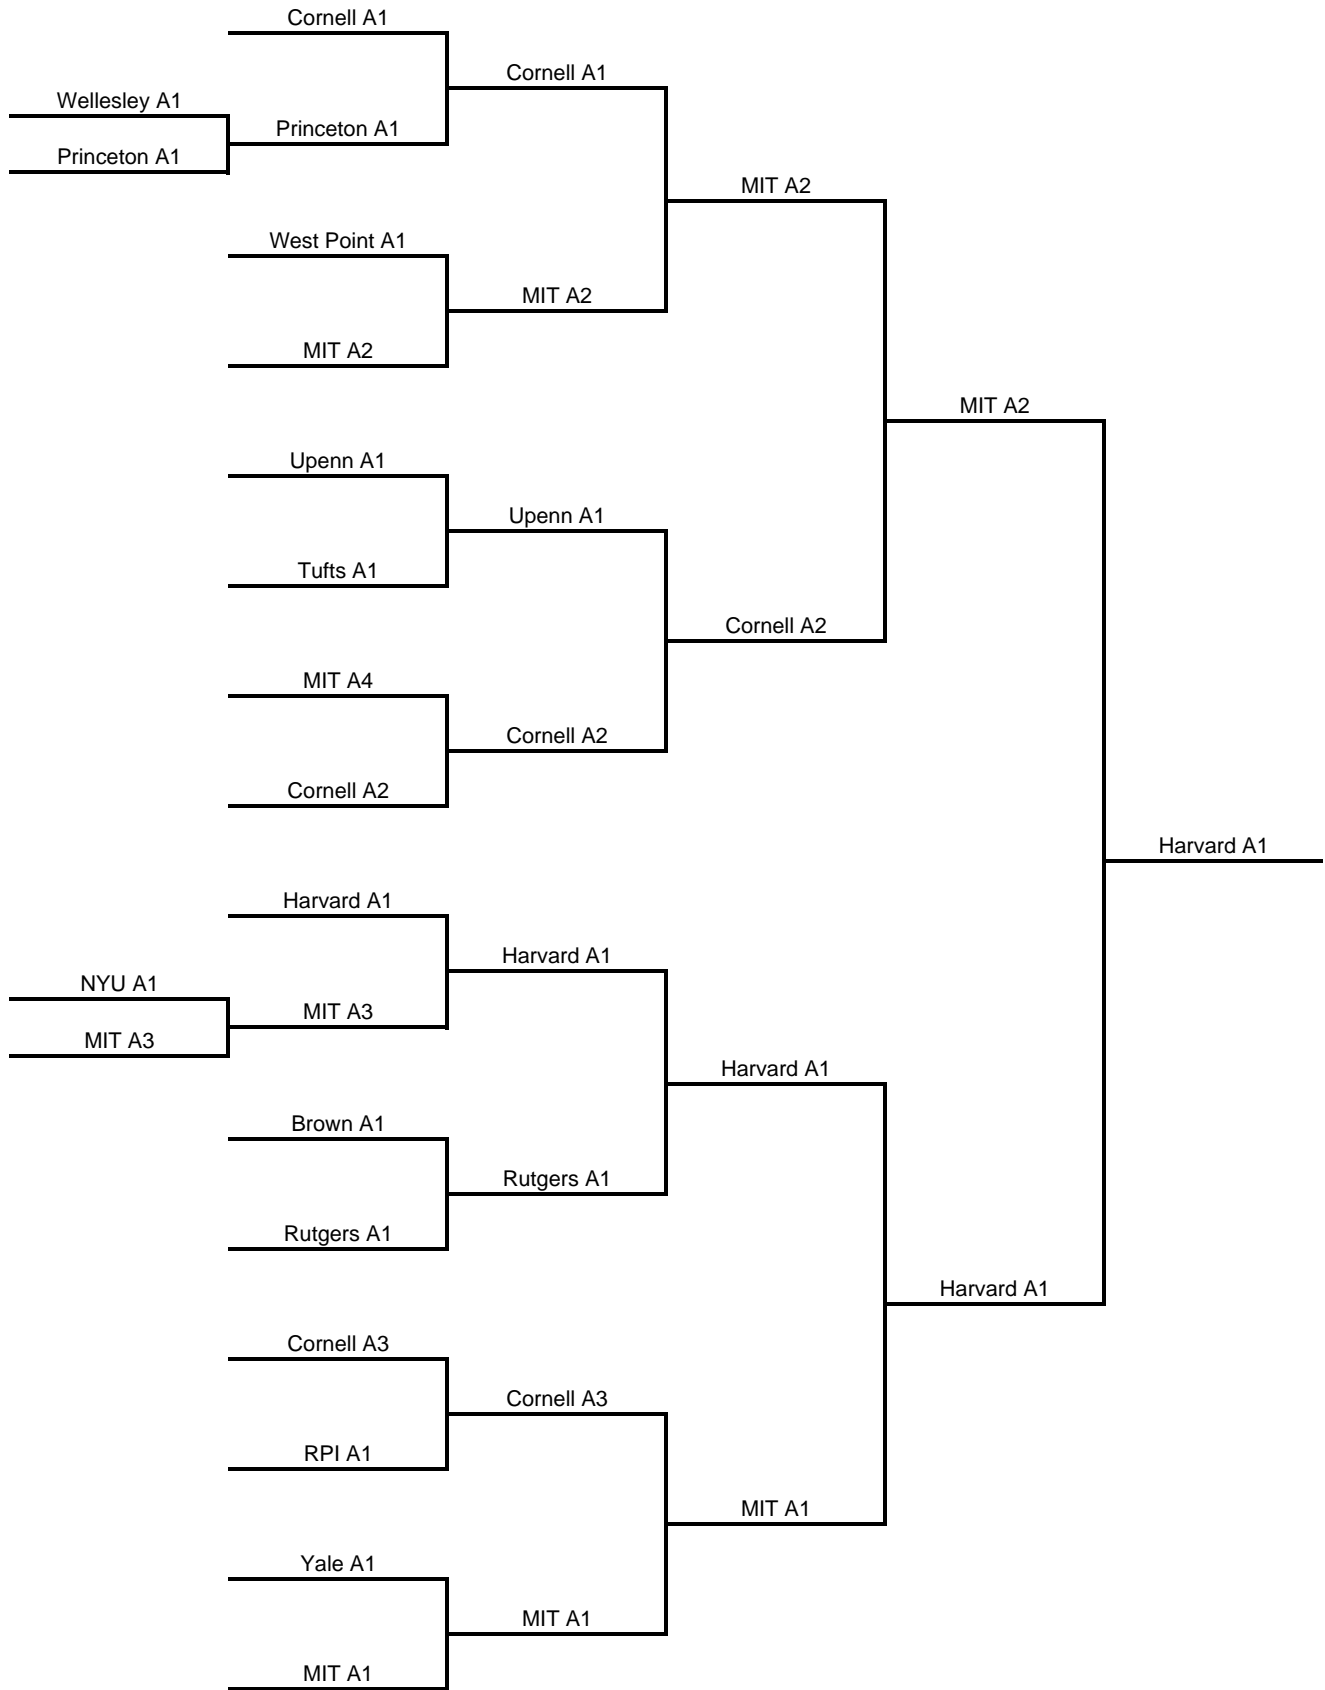 Cornell A1
Cornell A1
Wellesley A1
Princeton A1
Princeton A1
MIT A2
West Point A1
MIT A2
MIT A2
MIT A2
Upenn A1
Upenn A1
Tufts A1
Cornell A2
MIT A4
Cornell A2
Cornell A2
Harvard A1
Harvard A1
Harvard A1
NYU A1
MIT A3
MIT A3
Harvard A1
Brown A1
Rutgers A1
Rutgers A1
Harvard A1
Cornell A3
Cornell A3
RPI A1
MIT A1
Yale A1
MIT A1
MIT A1